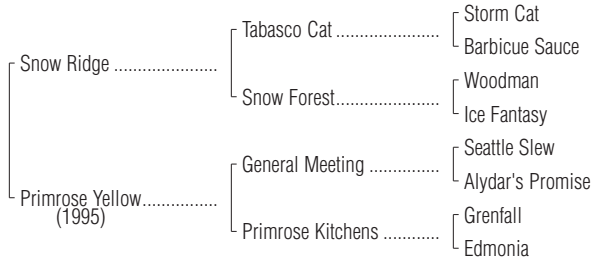 Storm Cat
Tabasco Cat ....................
Barbicue Sauce
Snow Ridge ....................
Woodman
Snow Forest....................
Ice Fantasy
Seattle Slew
General Meeting .............
Alydar's Promise
Primrose Yellow..............
(1995)
Grenfall
Primrose Kitchens ...........
Edmonia